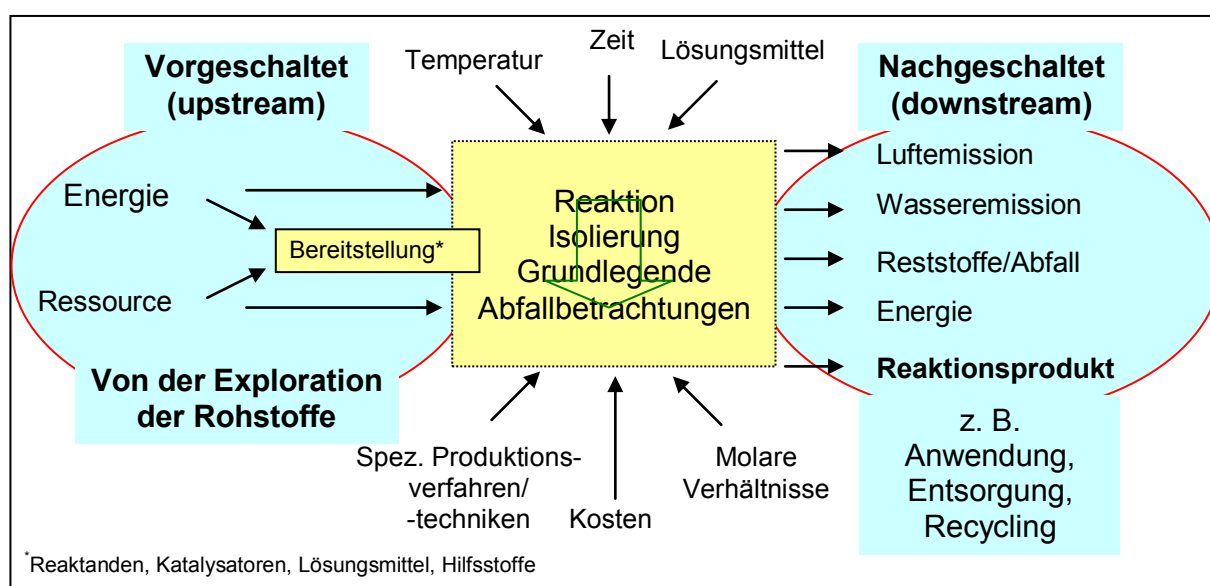 Vorgeschaltet
(upstream)
Temperatur
Zeit
Lösungsmittel
Nachgeschaltet
(downstream)
Energie
Bereitstellung*
Ressource
Von der Exploration
der Rohstoffe
Reaktion
Isolierung
Grundlegende
Abfallbetrachtungen
Luftemission
Wasseremission
Reststoffe/Abfall
Energie
Reaktionsprodukt
z. B.
Anwendung,
Entsorgung,
Recycling
Spez. Produktions-
verfahren/
-techniken
Kosten
Molare
Verhältnisse
*Reaktanden, Katalysatoren, Lösungsmittel, Hilfsstoffe